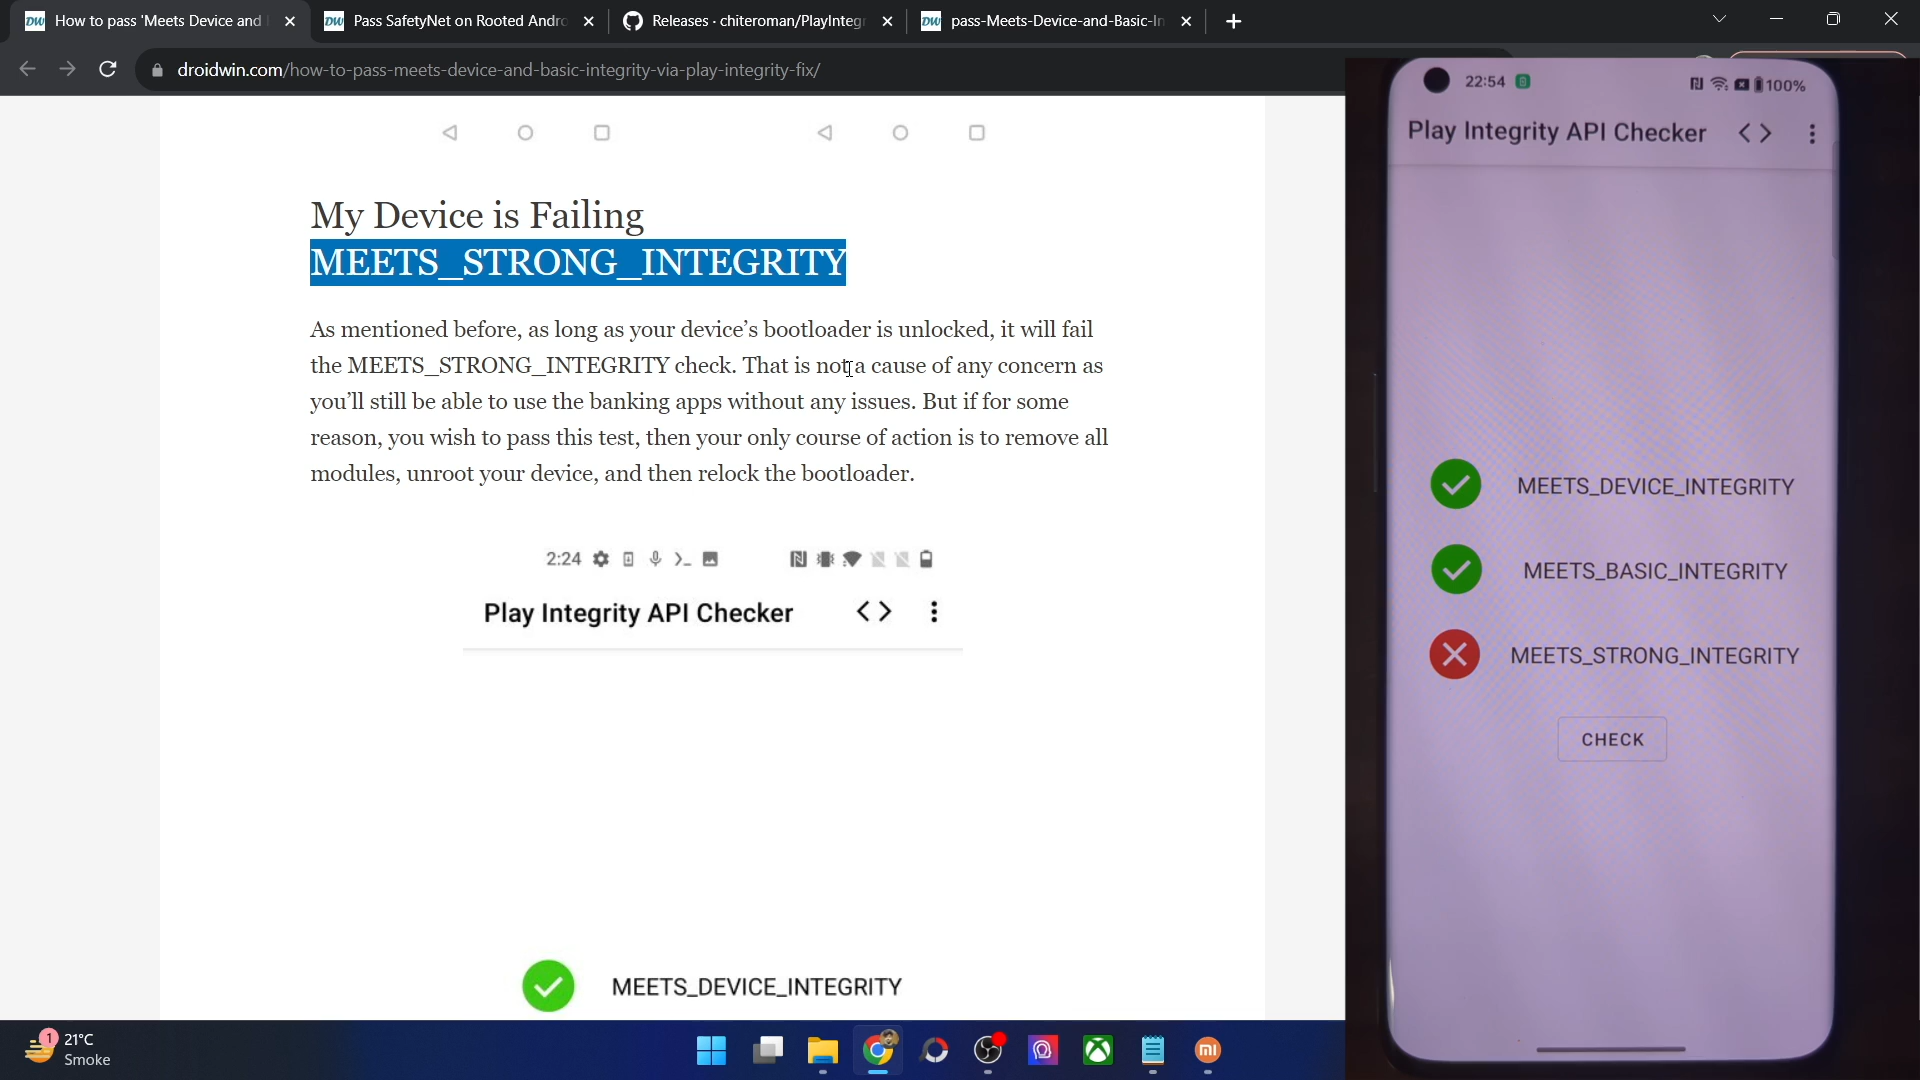 How to pass 'Meets Device and
Pass SafetyNet on Rooted Andro
Releases · chiteroman/PlayIntegr
pass-Meets-Device-and-Basic-In
droidwin.com/how-to-pass-meets-device-and-basic-integrity-via-play-integrity-fix/
My Device is Failing
MEETS_STRONG_INTEGRITY
As mentioned before, as long as your device’s bootloader is unlocked, it will fail
the MEETS_STRONG_INTEGRITY check. That is not a cause of any concern as
you’ll still be able to use the banking apps without any issues. But if for some
reason, you wish to pass this test, then your only course of action is to remove all
modules, unroot your device, and then relock the bootloader.
2:24
Play Integrity API Checker
MEETS_DEVICE_INTEGRITY
22:54
100%
Play Integrity API Checker
MEETS_DEVICE_INTEGRITY
MEETS_BASIC_INTEGRITY
MEETS_STRONG_INTEGRITY
CHECK
1
21°C
Smoke